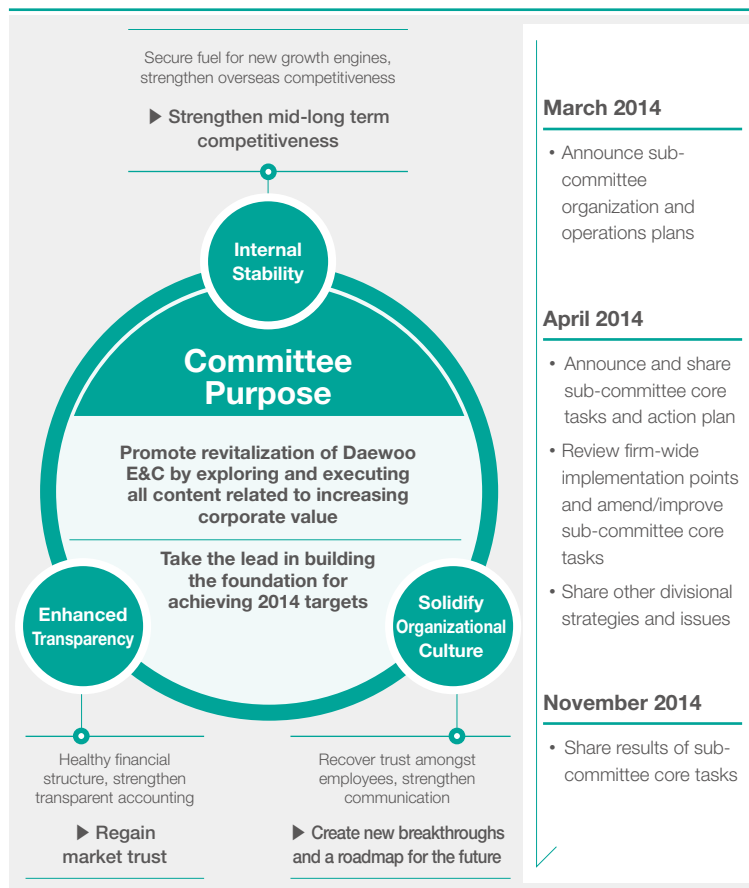 Secure fuel for new growth engines,
strengthen overseas competitiveness
▶ Strengthen mid-long term
competitiveness
Internal
Stability
Committee
Purpose
Promote revitalization of Daewoo
E&C by exploring and executing
all content related to increasing
corporate value
Take the lead in building
the foundation for
achieving 2014 targets
Enhanced
Transparency
Solidify
Organizational
Culture
Healthy financial
structure, strengthen
transparent accounting
▶ Regain
market trust
Recover trust amongst
employees, strengthen
communication
▶ Create new breakthroughs
and a roadmap for the future
March 2014
• Announce sub-
committee
organization and
operations plans
April 2014
• Announce and share
sub-committee core
tasks and action plan
• Review firm-wide
implementation points
and amend/improve
sub-committee core
tasks
• Share other divisional
strategies and issues
November 2014
• Share results of sub-
committee core tasks